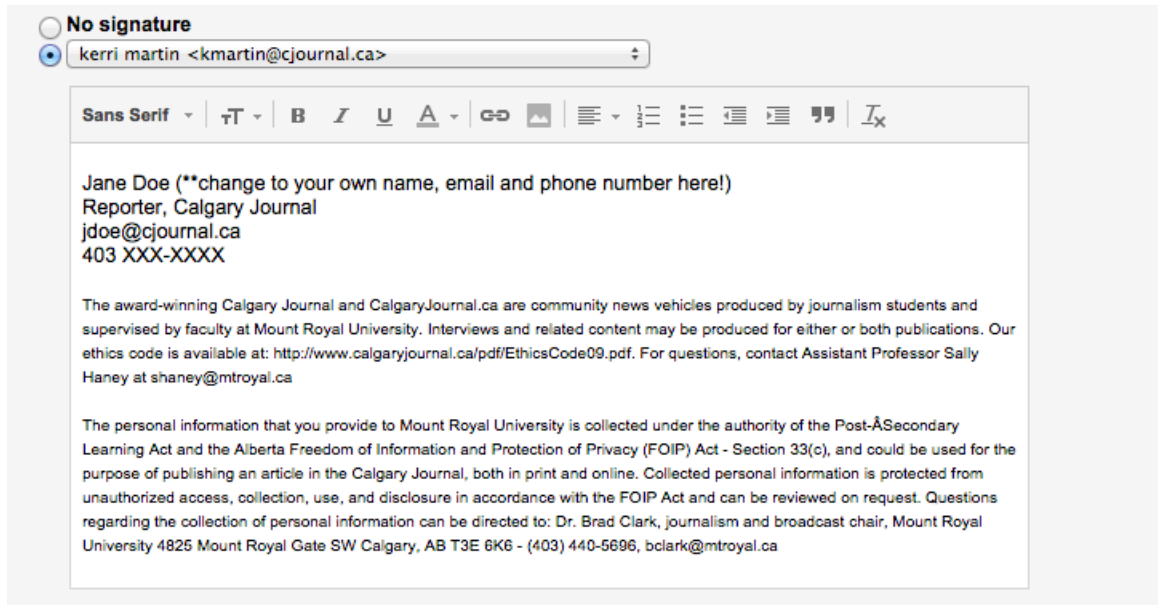 No signature
kerri martin <kmartin@cjournal.ca>
Sans Serif
Jane Doe (**change to your own name, email and phone number here!)
Reporter, Calgary Journal
jdoe@cjournal.ca
403 XXX-XXXX
The award-winning Calgary Journal and CalgaryJournal.ca are community news vehicles produced by journalism students and
supervised by faculty at Mount Royal University. Interviews and related content may be produced for either or both publications. Our
ethics code is available at: http://www.calgaryjournal.ca/pdf/EthicsCode09.pdf. For questions, contact Assistant Professor Sally
Haney at shaney@mtroyal.ca
The personal information that you provide to Mount Royal University is collected under the authority of the Post-ÂSecondary
Learning Act and the Alberta Freedom of Information and Protection of Privacy (FOIP) Act - Section 33(c), and could be used for the
purpose of publishing an article in the Calgary Journal, both in print and online. Collected personal information is protected from
unauthorized access, collection, use, and disclosure in accordance with the FOIP Act and can be reviewed on request. Questions
regarding the collection of personal information can be directed to: Dr. Brad Clark, journalism and broadcast chair, Mount Royal
University 4825 Mount Royal Gate SW Calgary, AB T3E 6K6 - (403) 440-5696, bclark@mtroyal.ca